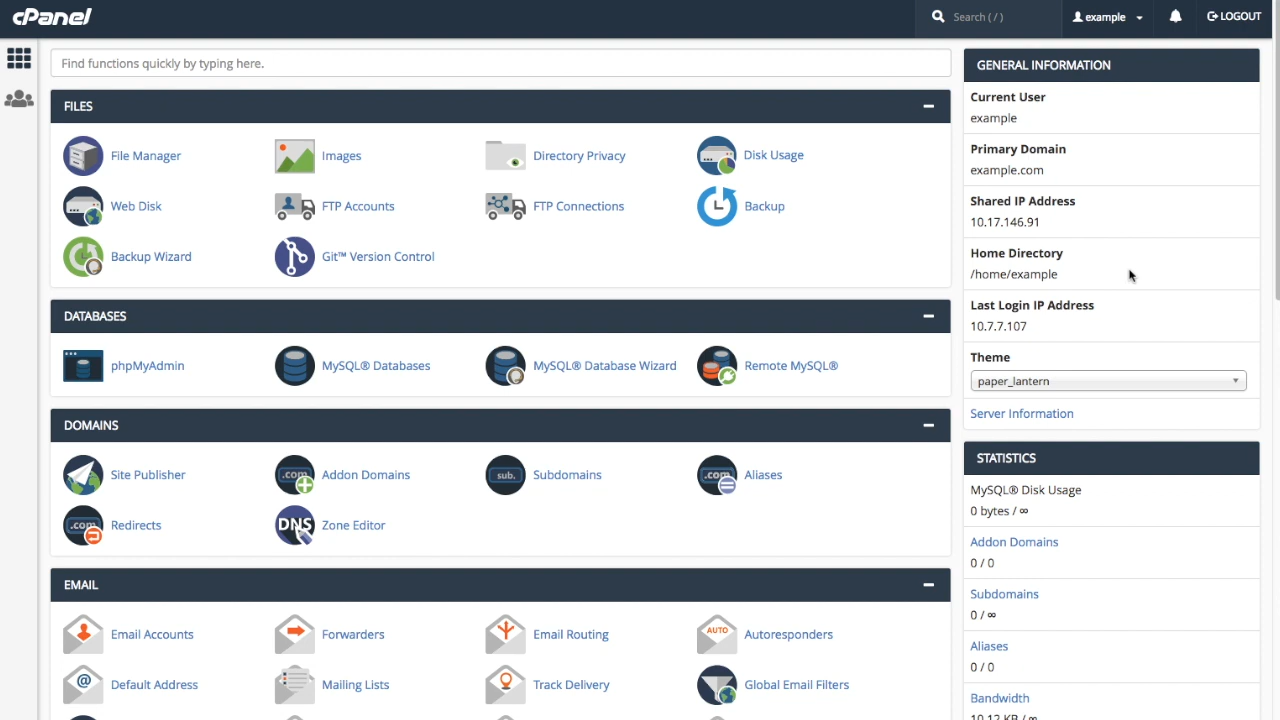 cPanel
Search ( / )
example
LOGOUT
Find functions quickly by typing here.
FILES
File Manager
Images
Directory Privacy
Disk Usage
Web Disk
FTP Accounts
FTP Connections
Backup
Backup Wizard
Git™ Version Control
DATABASES
phpMyAdmin
MySQL® Databases
MySQL® Database Wizard
Remote MySQL®
DOMAINS
Site Publisher
.com
Addon Domains
sub.
Subdomains
.com
Aliases
.com
Redirects
DNS
Zone Editor
EMAIL
Email Accounts
Forwarders
Email Routing
AUTO
Autoresponders
@
Default Address
Mailing Lists
Track Delivery
Global Email Filters
GENERAL INFORMATION
Current User
example
Primary Domain
example.com
Shared IP Address
10.17.146.91
Home Directory
/home/example
Last Login IP Address
10.7.7.107
Theme
paper_lantern
Server Information
STATISTICS
MySQL® Disk Usage
0 bytes / ∞
Addon Domains
0 / 0
Subdomains
0 / ∞
Aliases
0 / 0
Bandwidth
10.12 KB / ∞